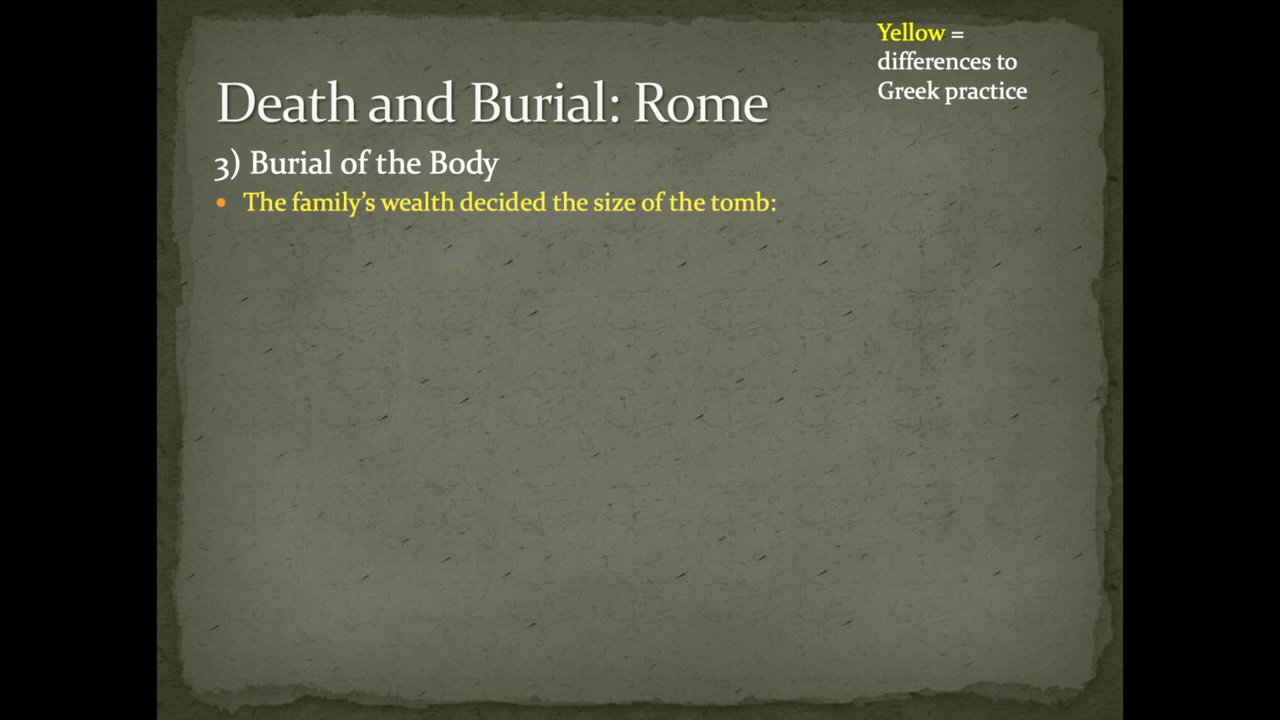 Yellow =
differences to
Greek practice
Death and Burial: Rome
3) Burial of the Body
• The family’s wealth decided the size of the tomb: